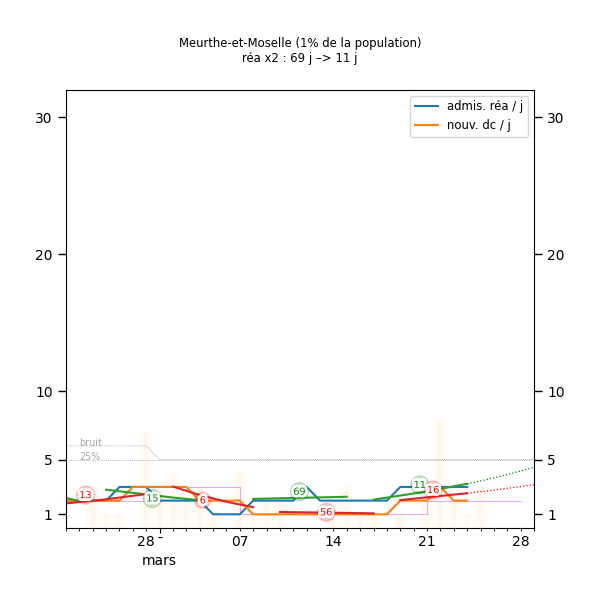 Meurthe-et-Moselle (1% de la population)
réa x2 : 69 j –> 11 j
admis. réa / j
nouv. dc / j
30 30
20 20
10 10
5 5
1 1
bruit
25%
13 15 6 69 56 11 16
28 - 07 14 21 28
mars